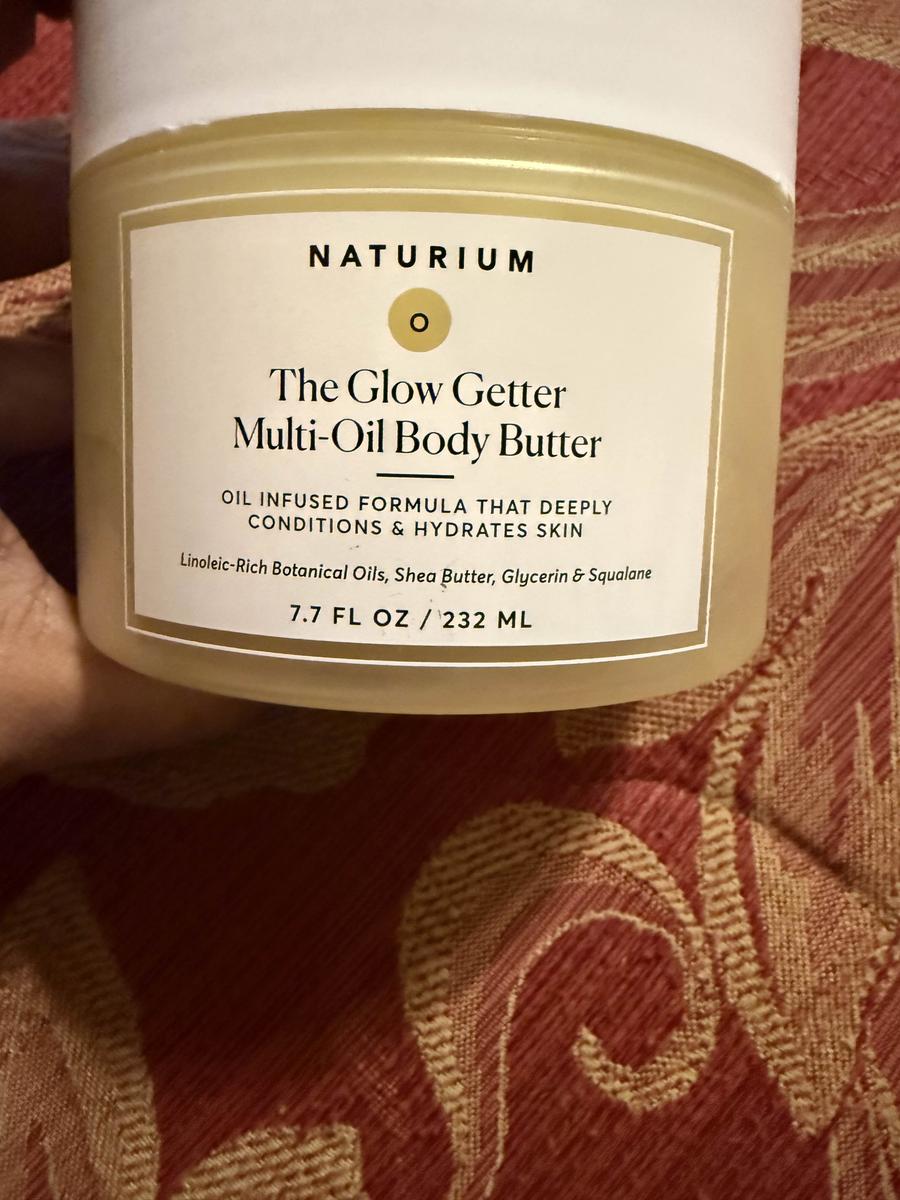 NATURIUM
O
The Glow Getter
Multi-Oil Body Butter
OIL INFUSED FORMULA THAT DEEPLY
CONDITIONS & HYDRATES SKIN
Linoleic-Rich Botanical Oils, Shea Butter, Glycerin & Squalane
7.7 FL OZ / 232 ML